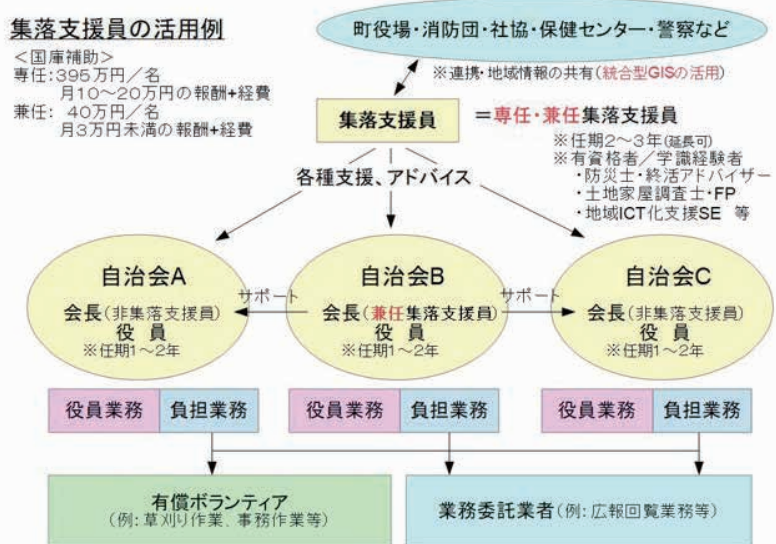 集落支援員の活用例
<国庫補助>
専任:395万円/名
月10~20万円の報酬+経費
兼任: 40万円/名
月3万円未満の報酬+経費
町役場・消防団・社協・保健センター・警察など
※連携・地域情報の共有(統合型GISの活用)
集落支援員
=専任・兼任集落支援員
※任期2~3年(延長可)
※有資格者/学識経験者
・防災士・終活アドバイザー
・土地家屋調査士・FP
・地域ICT化支援SE 等
各種支援、アドバイス
自治会A
会長(非集落支援員)
役員
※任期1~2年
サポート
自治会B
会長(兼任集落支援員)
役員
※任期1~2年
サポート
自治会C
会長(非集落支援員)
役員
※任期1~2年
役員業務 負担業務
役員業務 負担業務
役員業務 負担業務
有償ボランティア
(例:草刈り作業、事務作業等)
業務委託業者(例:広報回覧業務等)